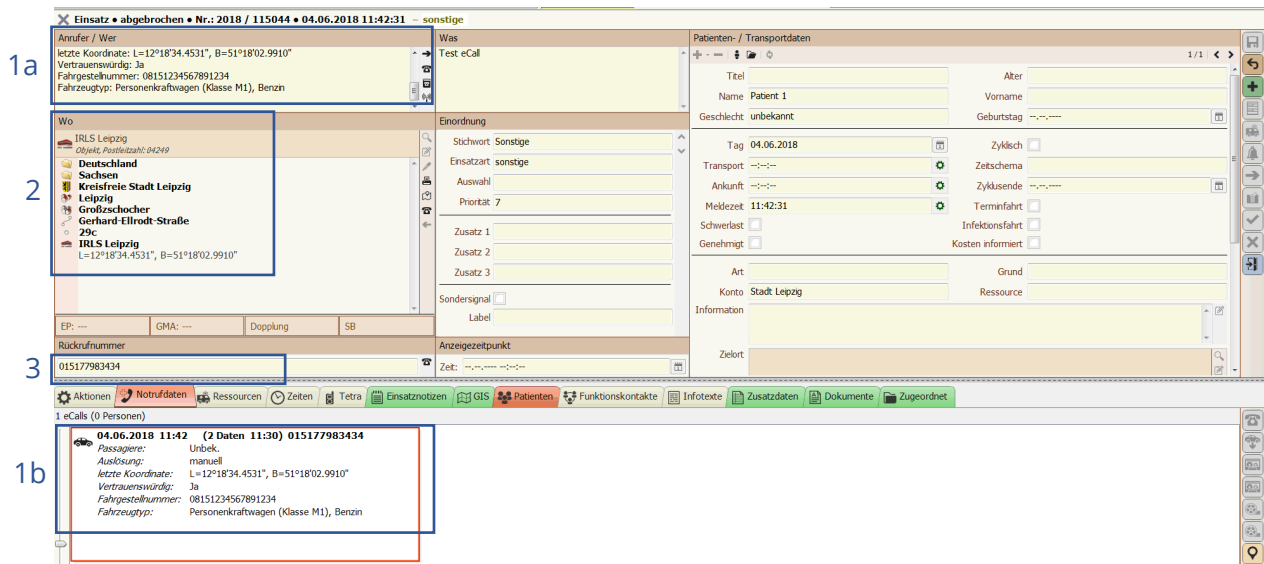 Einsatz ● abgebrochen ● Nr.: 2018 / 115044 ● 04.06.2018 11:42:31 – sonstige
1a
Anrufer / Wer
letzte Koordinate: L=12°18'34.4531", B=51°18'02.9910"
Vertrauenswürdig: Ja
Fahrgestellnummer: 08151234567891234
Fahrzeugtyp: Personenkraftwagen (Klasse M1), Benzin
2
Wo
IRLS Leipzig
Objekt, Postleitzahl: 04249
Deutschland
Sachsen
Kreisfreie Stadt Leipzig
Leipzig
Großzschocher
Gerhard-Ellrodt-Straße
29c
IRLS Leipzig
L=12°18'34.4531", B=51°18'02.9910"
EP: --- GMA: --- Dopplung SB
3
Rückrufnummer
015177983434
Was
Test eCall
Einordnung
Stichwort Sonstige
Einsatzart sonstige
Auswahl
Priorität 7
Zusatz 1
Zusatz 2
Zusatz 3
Sondersignal
Label
Anzeigezeitpunkt
Zeit: --.--.---- --:--:--
Patienten- / Transportdaten
1/1
Titel Alter
Name Patient 1 Vorname
Geschlecht unbekannt Geburtstag --.--.----
Tag 04.06.2018 Zyklisch
Transport --:--:-- Zeitschema
Ankunft --:--:-- Zyklusende --.--.----
Meldezeit 11:42:31 Terminfahrt
Schwerlast Infektionsfahrt
Genehmigt Kosten informiert
Art Grund
Konto Stadt Leipzig Ressource
Information
Zielort
Aktionen Notrufdaten Ressourcen Zeiten Tetra Einsatznotizen GIS Patienten Funktionskontakte Infotexte Zusatzdaten Dokumente Zugeordnet
1 eCalls (0 Personen)
1b
04.06.2018 11:42 (2 Daten 11:30) 015177983434
Passagiere: Unbek.
Auslösung: manuell
letzte Koordinate: L=12°18'34.4531", B=51°18'02.9910"
Vertrauenswürdig: Ja
Fahrgestellnummer: 08151234567891234
Fahrzeugtyp: Personenkraftwagen (Klasse M1), Benzin